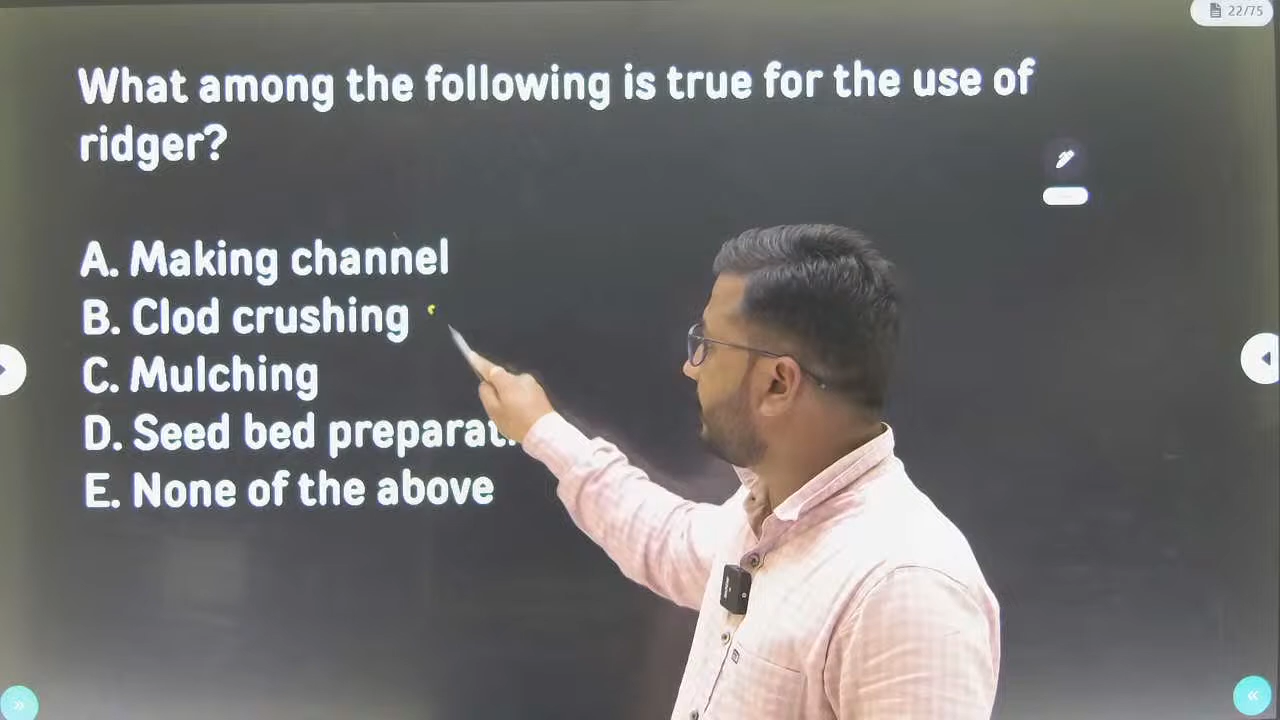 22/75
What among the following is true for the use of
ridger?
A. Making channel
B. Clod crushing
C. Mulching
D. Seed bed
E. None of the above